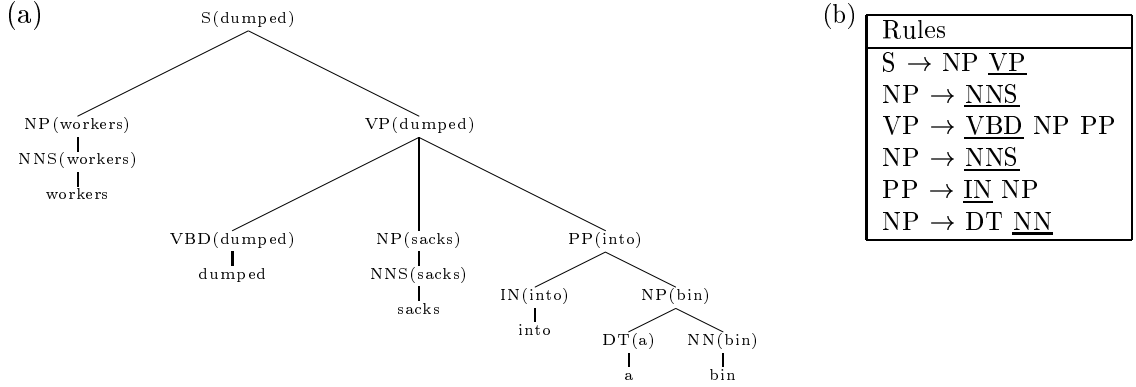 (a)
S(dumped)
NP(workers) VP(dumped)
NNS(workers)
workers
VBD(dumped) NP(sacks) PP(into)
dumped NNS(sacks)
sacks
IN(into) NP(bin)
into
DT(a) NN(bin)
a bin
(b)
Rules
S → NP VP
NP → NNS
VP → VBD NP PP
NP → NNS
PP → IN NP
NP → DT NN